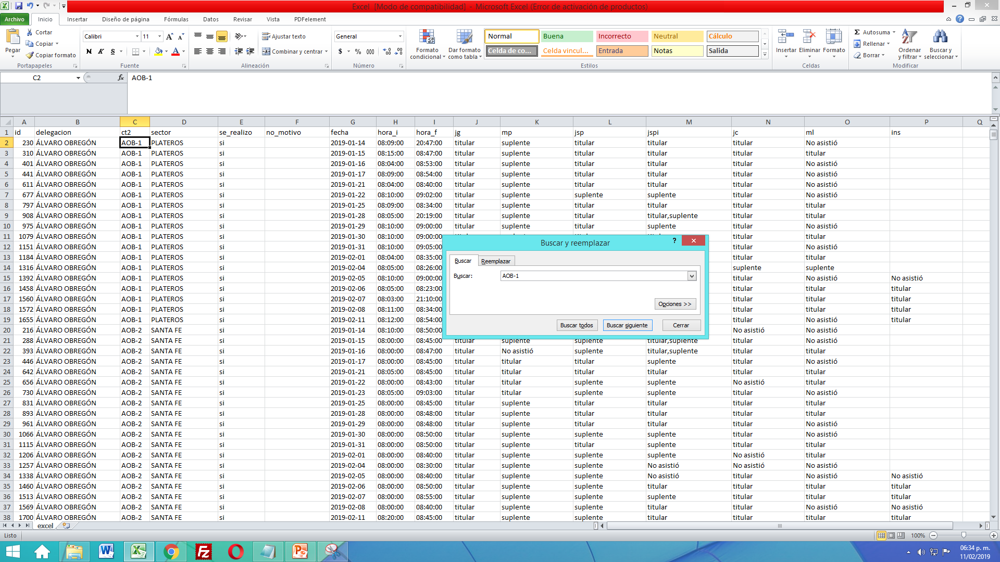 Excel [Modo de compatibilidad] - Microsoft Excel (Error de activación de productos)
Archivo Inicio Insertar Diseño de página Fórmulas Datos Revisar Vista PDFelement
Pegar Cortar Copiar Copiar formato Portapapeles
Calibri 11 N K S Fuente
Ajustar texto Combinar y centrar Alineación
General $ % 000 Número
Formato condicional Dar formato como tabla
Normal Buena Incorrecto Neutral Cálculo
Celda de co... Celda vincul... Entrada Notas Salida
Estilos
Insertar Eliminar Formato Celdas
Autosuma Rellenar Borrar Ordenar y filtrar Buscar y seleccionar Modificar
C2 fx AOB-1
A B C D E F G H I J K L M N O P Q
1 id delegacion ct2 sector se_realizo no_motivo fecha hora_i hora_f jg mp jsp jspi jc ml ins
2 230 ÁLVARO OBREGÓN AOB-1 PLATEROS si 2019-01-14 08:09:00 20:47:00 titular suplente titular titular titular No asistió
3 310 ÁLVARO OBREGÓN AOB-1 PLATEROS si 2019-01-15 08:15:00 08:47:00 titular suplente titular titular titular titular
4 401 ÁLVARO OBREGÓN AOB-1 PLATEROS si 2019-01-16 08:04:00 08:53:00 titular suplente titular titular titular No asistió
5 441 ÁLVARO OBREGÓN AOB-1 PLATEROS si 2019-01-17 08:09:00 08:54:00 titular suplente titular titular titular No asistió
6 611 ÁLVARO OBREGÓN AOB-1 PLATEROS si 2019-01-21 08:04:00 08:40:00 titular suplente titular titular titular No asistió
7 677 ÁLVARO OBREGÓN AOB-1 PLATEROS si 2019-01-22 08:10:00 09:02:00 titular suplente suplente suplente titular No asistió
8 797 ÁLVARO OBREGÓN AOB-1 PLATEROS si 2019-01-25 08:09:00 08:34:00 titular suplente titular titular titular titular
9 908 ÁLVARO OBREGÓN AOB-1 PLATEROS si 2019-01-28 08:05:00 20:19:00 titular suplente titular titular,suplente titular titular
10 975 ÁLVARO OBREGÓN AOB-1 PLATEROS si 2019-01-29 08:10:00 09:00:00 titular suplente titular suplente titular No asistió
11 1079 ÁLVARO OBREGÓN AOB-1 PLATEROS si 2019-01-30 08:10:00 09:00:00 titular titular
12 1151 ÁLVARO OBREGÓN AOB-1 PLATEROS si 2019-01-31 08:10:00 09:05:00 titular No asistió
13 1184 ÁLVARO OBREGÓN AOB-1 PLATEROS si 2019-02-01 08:04:00 08:35:00 titular titular
14 1316 ÁLVARO OBREGÓN AOB-1 PLATEROS si 2019-02-04 08:05:00 08:26:00 suplente suplente
15 1392 ÁLVARO OBREGÓN AOB-1 PLATEROS si 2019-02-05 08:10:00 09:00:00 titular No asistió No asistió
16 1458 ÁLVARO OBREGÓN AOB-1 PLATEROS si 2019-02-06 08:05:00 08:23:00 titular titular titular
17 1560 ÁLVARO OBREGÓN AOB-1 PLATEROS si 2019-02-07 08:03:00 21:10:00 titular titular titular
18 1572 ÁLVARO OBREGÓN AOB-1 PLATEROS si 2019-02-08 08:11:00 08:34:00 titular titular titular
19 1655 ÁLVARO OBREGÓN AOB-1 PLATEROS si 2019-02-11 08:12:00 08:54:00 titular No asistió titular
20 216 ÁLVARO OBREGÓN AOB-2 SANTA FE si 2019-01-14 08:10:00 08:50:00 No asistió No asistió
21 288 ÁLVARO OBREGÓN AOB-2 SANTA FE si 2019-01-15 08:00:00 08:45:00 titular suplente suplente titular,suplente titular No asistió
22 393 ÁLVARO OBREGÓN AOB-2 SANTA FE si 2019-01-16 08:00:00 08:47:00 titular No asistió suplente titular,suplente titular titular
23 446 ÁLVARO OBREGÓN AOB-2 SANTA FE si 2019-01-17 08:00:00 08:45:00 titular titular titular suplente titular No asistió
24 642 ÁLVARO OBREGÓN AOB-2 SANTA FE si 2019-01-21 08:05:00 08:45:00 titular titular titular titular titular titular
25 656 ÁLVARO OBREGÓN AOB-2 SANTA FE si 2019-01-22 08:00:00 08:43:00 titular titular suplente suplente No asistió titular
26 730 ÁLVARO OBREGÓN AOB-2 SANTA FE si 2019-01-23 08:05:00 09:03:00 titular titular suplente suplente titular No asistió
27 831 ÁLVARO OBREGÓN AOB-2 SANTA FE si 2019-01-25 08:00:00 08:45:00 titular suplente titular titular titular titular
28 893 ÁLVARO OBREGÓN AOB-2 SANTA FE si 2019-01-28 08:00:00 08:48:00 titular suplente titular titular titular titular
29 961 ÁLVARO OBREGÓN AOB-2 SANTA FE si 2019-01-29 08:00:00 08:48:00 titular suplente titular titular titular No asistió
30 1066 ÁLVARO OBREGÓN AOB-2 SANTA FE si 2019-01-30 08:00:00 08:50:00 titular suplente suplente suplente titular No asistió
31 1115 ÁLVARO OBREGÓN AOB-2 SANTA FE si 2019-01-31 08:00:00 08:50:00 titular suplente titular suplente titular titular
32 1206 ÁLVARO OBREGÓN AOB-2 SANTA FE si 2019-02-01 08:00:00 08:40:00 titular suplente suplente suplente No asistió titular
33 1257 ÁLVARO OBREGÓN AOB-2 SANTA FE si 2019-02-04 08:00:00 08:30:00 titular suplente suplente No asistió No asistió No asistió
34 1338 ÁLVARO OBREGÓN AOB-2 SANTA FE si 2019-02-05 08:00:00 08:40:00 titular suplente suplente No asistió titular No asistió No asistió
35 1460 ÁLVARO OBREGÓN AOB-2 SANTA FE si 2019-02-06 08:00:00 08:50:00 titular suplente suplente titular titular titular titular
36 1513 ÁLVARO OBREGÓN AOB-2 SANTA FE si 2019-02-07 08:00:00 08:55:00 titular suplente suplente suplente titular titular titular
37 1569 ÁLVARO OBREGÓN AOB-2 SANTA FE si 2019-02-08 08:00:00 08:40:00 titular suplente suplente titular titular No asistió No asistió
38 1700 ÁLVARO OBREGÓN AOB-2 SANTA FE si 2019-02-11 08:20:00 08:45:00 titular suplente suplente titular titular titular titular
Buscar y reemplazar ?
Buscar Reemplazar
Buscar: AOB-1
Opciones >>
Buscar todos Buscar siguiente Cerrar
excel
Listo 100%
06:34 p. m.
11/02/2019